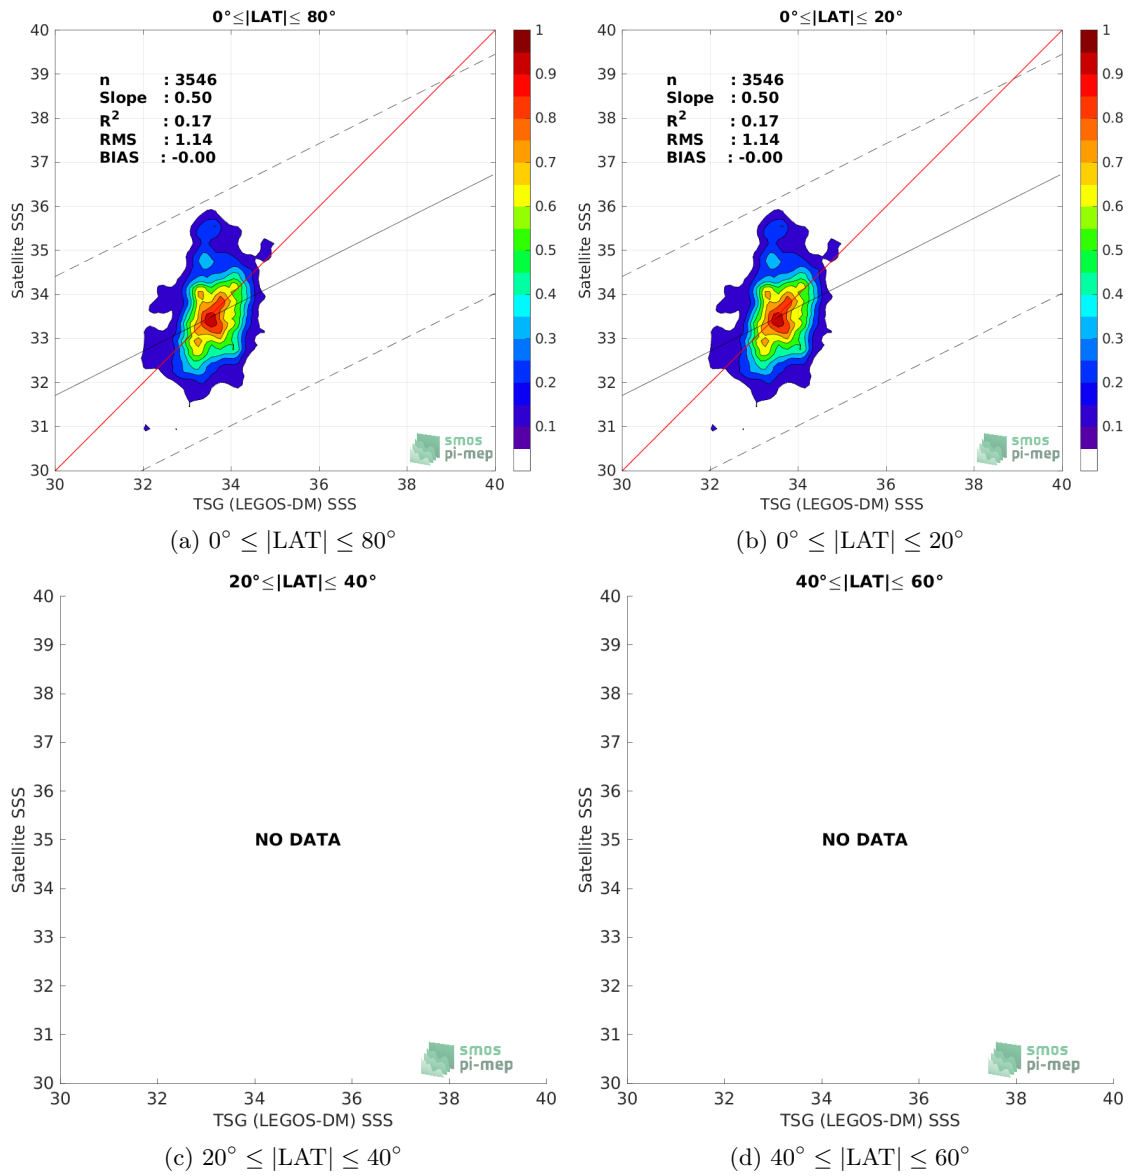 0°≤|LAT|≤ 80°
40
39
38
37
36
35
34
33
32
31
30
Satellite SSS
n : 3546
Slope : 0.50
R² : 0.17
RMS : 1.14
BIAS : -0.00
smos
pi-mep
30 32 34 36 38 40
TSG (LEGOS-DM) SSS
1
0.9
0.8
0.7
0.6
0.5
0.4
0.3
0.2
0.1
(a) 0° ≤ |LAT| ≤ 80°
0°≤|LAT|≤ 20°
40
39
38
37
36
35
34
33
32
31
30
Satellite SSS
n : 3546
Slope : 0.50
R² : 0.17
RMS : 1.14
BIAS : -0.00
smos
pi-mep
30 32 34 36 38 40
TSG (LEGOS-DM) SSS
1
0.9
0.8
0.7
0.6
0.5
0.4
0.3
0.2
0.1
(b) 0° ≤ |LAT| ≤ 20°
20°≤|LAT|≤ 40°
40
39
38
37
36
35
34
33
32
31
30
Satellite SSS
NO DATA
smos
pi-mep
30 32 34 36 38 40
TSG (LEGOS-DM) SSS
(c) 20° ≤ |LAT| ≤ 40°
40°≤|LAT|≤ 60°
40
39
38
37
36
35
34
33
32
31
30
Satellite SSS
NO DATA
smos
pi-mep
30 32 34 36 38 40
TSG (LEGOS-DM) SSS
(d) 40° ≤ |LAT| ≤ 60°